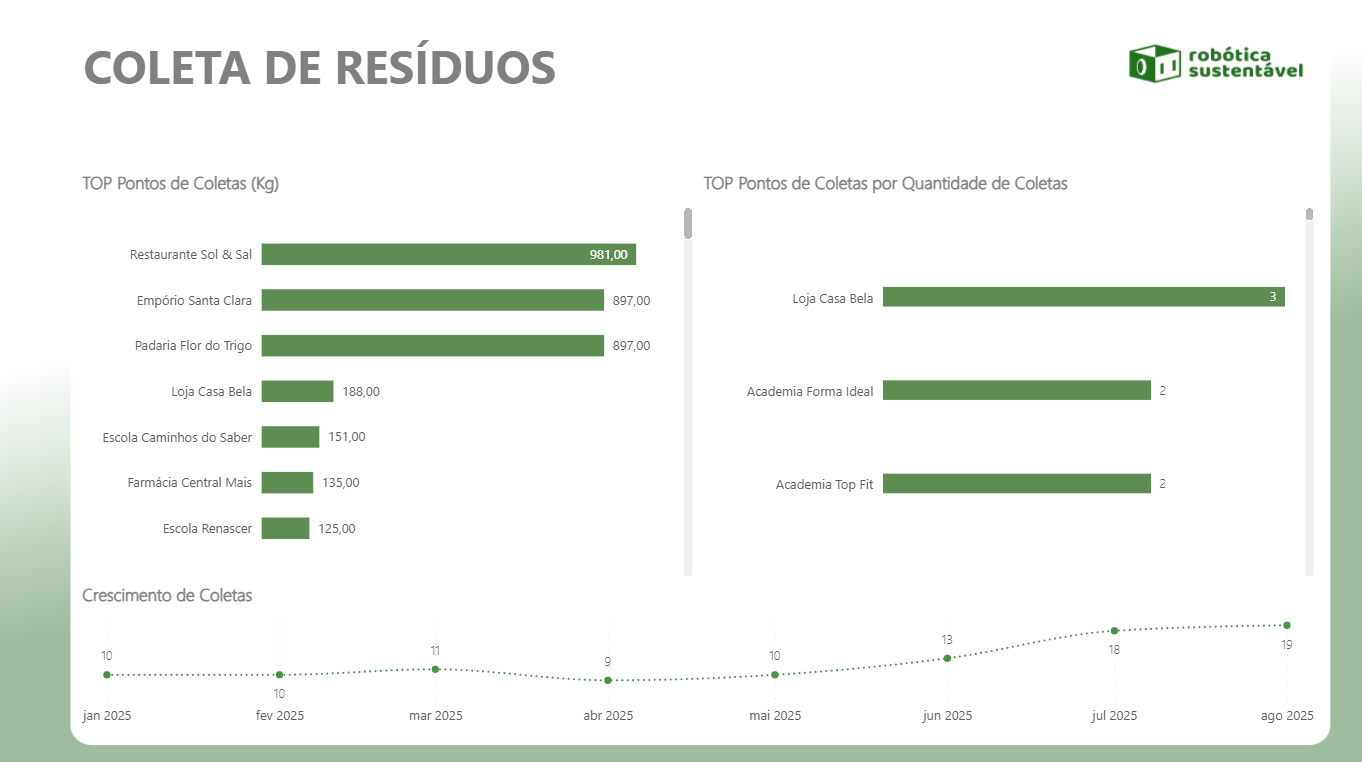 COLETA DE RESÍDUOS
robótica
sustentável
TOP Pontos de Coletas (Kg)
Restaurante Sol & Sal 981,00
Empório Santa Clara 897,00
Padaria Flor do Trigo 897,00
Loja Casa Bela 188,00
Escola Caminhos do Saber 151,00
Farmácia Central Mais 135,00
Escola Renascer 125,00
TOP Pontos de Coletas por Quantidade de Coletas
Loja Casa Bela 3
Academia Forma Ideal 2
Academia Top Fit 2
Crescimento de Coletas
10 10 11 9 10 13 18 19
jan 2025 fev 2025 mar 2025 abr 2025 mai 2025 jun 2025 jul 2025 ago 2025